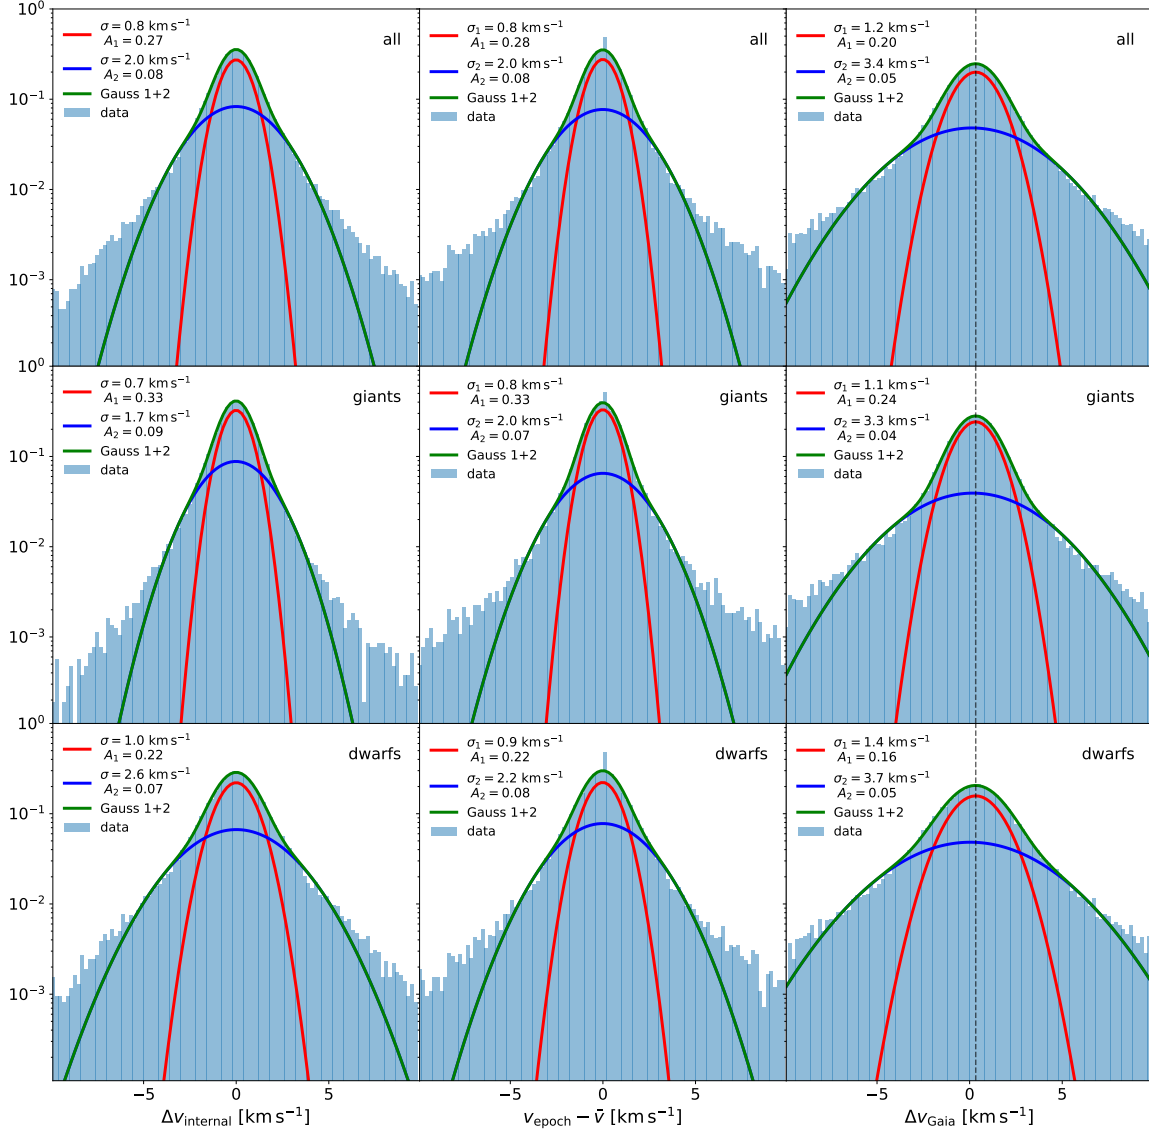 10⁰
10⁻¹
10⁻²
10⁻³
σ = 0.8 km s⁻¹
A₁ = 0.27
σ = 2.0 km s⁻¹
A₂ = 0.08
Gauss 1+2
data
all
σ₁ = 0.8 km s⁻¹
A₁ = 0.28
σ₂ = 2.0 km s⁻¹
A₂ = 0.08
Gauss 1+2
data
all
σ₁ = 1.2 km s⁻¹
A₁ = 0.20
σ₂ = 3.4 km s⁻¹
A₂ = 0.05
Gauss 1+2
data
all
10⁰
10⁻¹
10⁻²
10⁻³
σ = 0.7 km s⁻¹
A₁ = 0.33
σ = 1.7 km s⁻¹
A₂ = 0.09
Gauss 1+2
data
giants
σ₁ = 0.8 km s⁻¹
A₁ = 0.33
σ₂ = 2.0 km s⁻¹
A₂ = 0.07
Gauss 1+2
data
giants
σ₁ = 1.1 km s⁻¹
A₁ = 0.24
σ₂ = 3.3 km s⁻¹
A₂ = 0.04
Gauss 1+2
data
giants
10⁰
10⁻¹
10⁻²
10⁻³
σ = 1.0 km s⁻¹
A₁ = 0.22
σ = 2.6 km s⁻¹
A₂ = 0.07
Gauss 1+2
data
dwarfs
σ₁ = 0.9 km s⁻¹
A₁ = 0.22
σ₂ = 2.2 km s⁻¹
A₂ = 0.08
Gauss 1+2
data
dwarfs
σ₁ = 1.4 km s⁻¹
A₁ = 0.16
σ₂ = 3.7 km s⁻¹
A₂ = 0.05
Gauss 1+2
data
dwarfs
−5 0 5
−5 0 5
−5 0 5
Δv_internal [km s⁻¹]
v_epoch − v̄ [km s⁻¹]
Δv_Gaia [km s⁻¹]